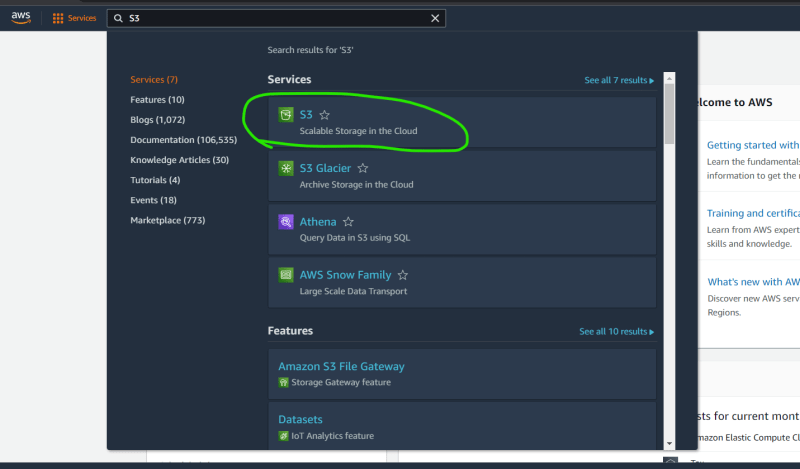 aws
Services
S3
Search results for 'S3'
Services (7)
Features (10)
Blogs (1,072)
Documentation (106,535)
Knowledge Articles (30)
Tutorials (4)
Events (18)
Marketplace (773)
Services
See all 7 results
S3
Scalable Storage in the Cloud
S3 Glacier
Archive Storage in the Cloud
Athena
Query Data in S3 using SQL
AWS Snow Family
Large Scale Data Transport
Features
See all 10 results
Amazon S3 File Gateway
Storage Gateway feature
Datasets
IoT Analytics feature
elcome to AWS
Getting started with
Learn the fundamentals
information to get the
Training and certifica
Learn from AWS expert
skills and knowledge.
What's new with AW
Discover new AWS serv
Regions.
sts for current mont
mazon Elastic Compute Cl